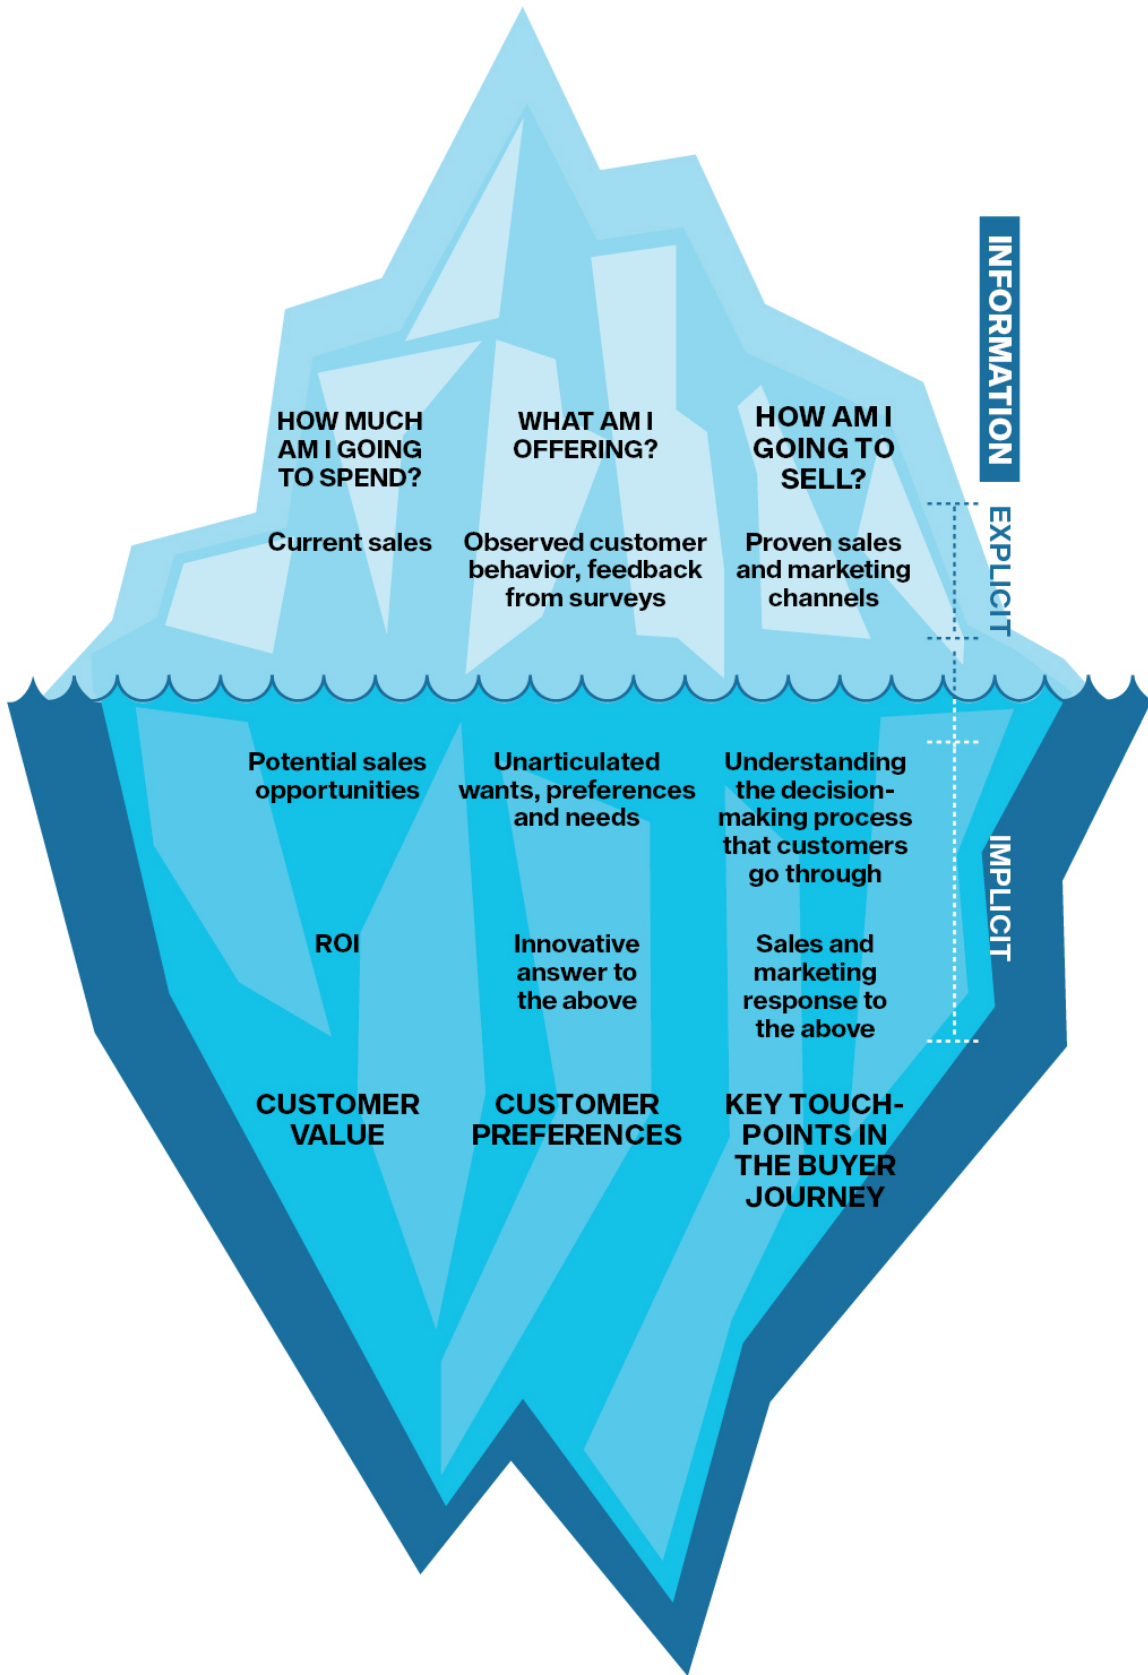 INFORMATION
HOW MUCH
AM I GOING
TO SPEND?
WHAT AM I
OFFERING?
HOW AM I
GOING TO
SELL?
EXPLICIT
Current sales
Observed customer
behavior, feedback
from surveys
Proven sales
and marketing
channels
Potential sales
opportunities
Unarticulated
wants, preferences
and needs
Understanding
the decision-
making process
that customers
go through
IMPLICIT
ROI
Innovative
answer to
the above
Sales and
marketing
response to
the above
CUSTOMER
VALUE
CUSTOMER
PREFERENCES
KEY TOUCH-
POINTS IN
THE BUYER
JOURNEY